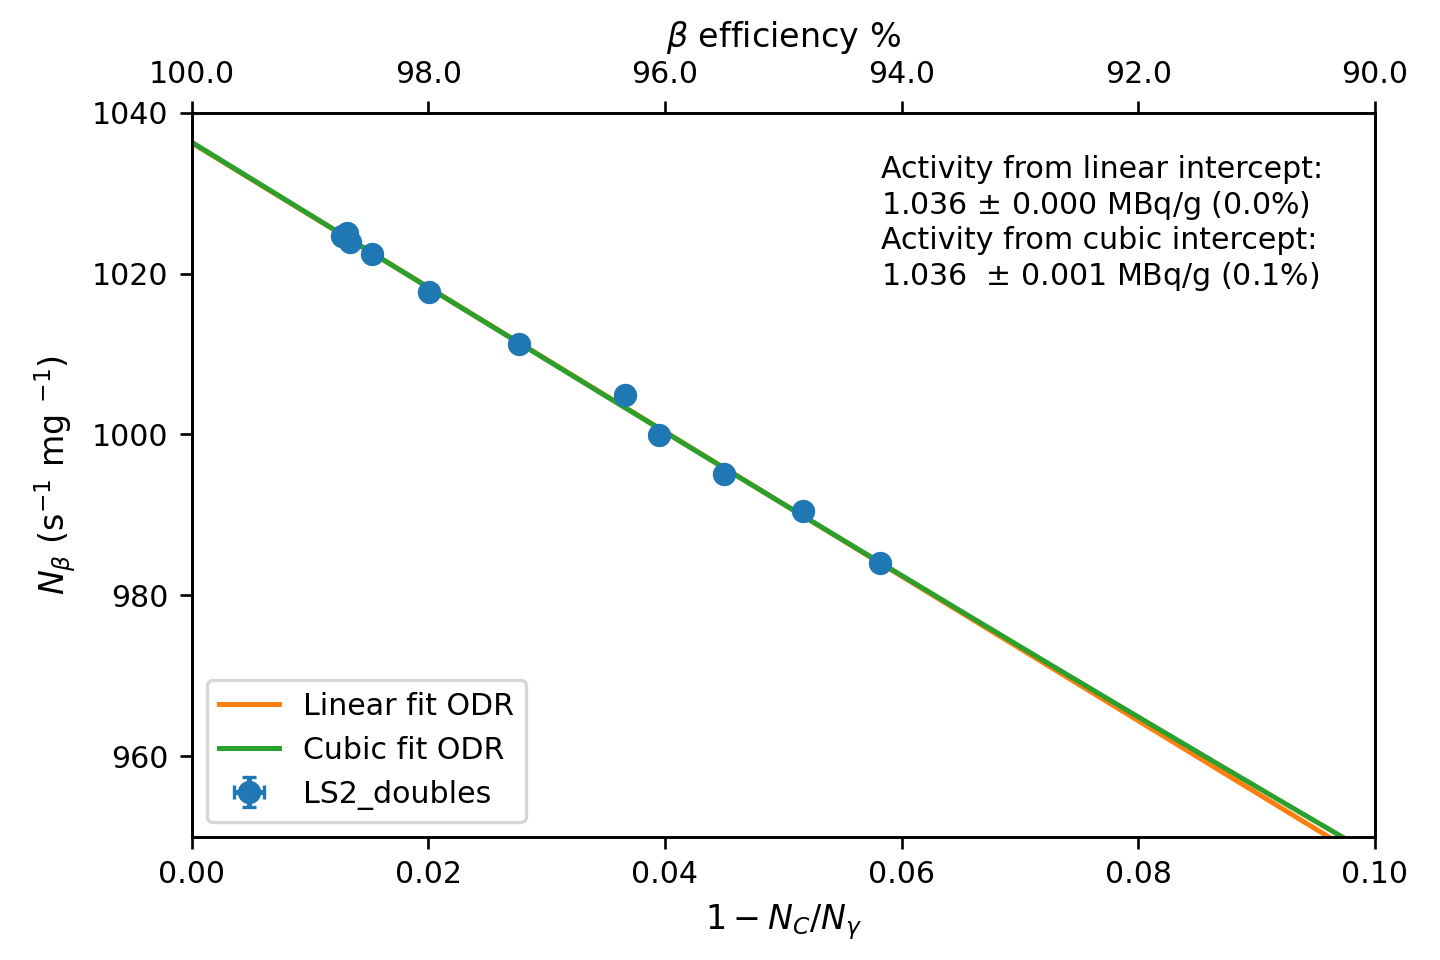 β efficiency %
100.0 98.0 96.0 94.0 92.0 90.0
1040
1020
1000
980
960
N_β (s⁻¹ mg ⁻¹)
Activity from linear intercept:
1.036 ± 0.000 MBq/g (0.0%)
Activity from cubic intercept:
1.036 ± 0.001 MBq/g (0.1%)
Linear fit ODR
Cubic fit ODR
LS2_doubles
0.00 0.02 0.04 0.06 0.08 0.10
1 − N_C/N_γ